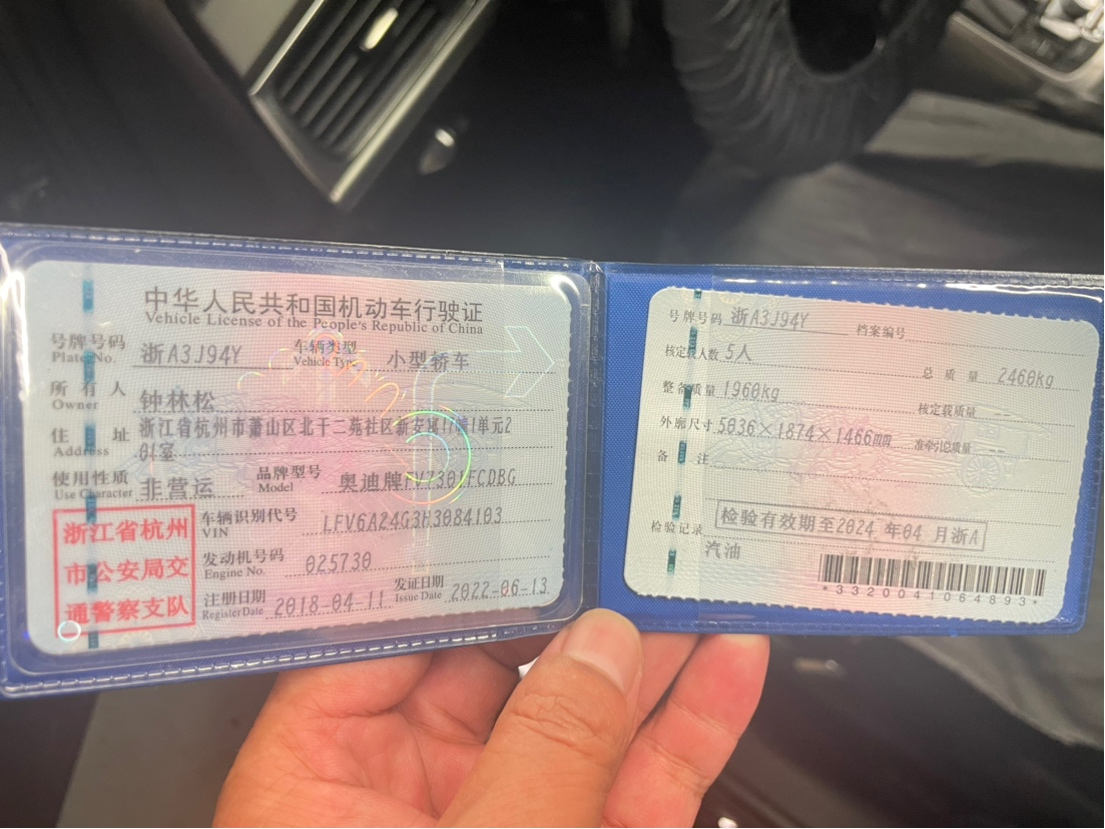 中华人民共和国机动车行驶证
Vehicle License of the People's Republic of China
号牌号码 浙A3J94Y 车辆类型 小型轿车
Plate No. Vehicle Type
所有人 钟林松
Owner
住址 浙江省杭州市萧山区北干二苑社区新安寓17幢1单元2
Address 01室
使用性质 非营运 品牌型号 奥迪牌FV7301FCDBG
Use Character Model
浙江省杭州
市公安局交
通警察支队
车辆识别代号 LFV6A24G3H3084103
VIN
发动机号码 025730
Engine No.
注册日期 2018-04-11 发证日期 2022-06-13
Register Date Issue Date
号牌号码 浙A3J94Y 档案编号
核定载人数 5人 总质量 2460kg
整备质量 1960kg 核定载质量 --
外廓尺寸 5036×1874×1466mm 准牵引总质量 --
备注
检验记录 检验有效期至2024年04月浙A
汽油
*3320041064893*